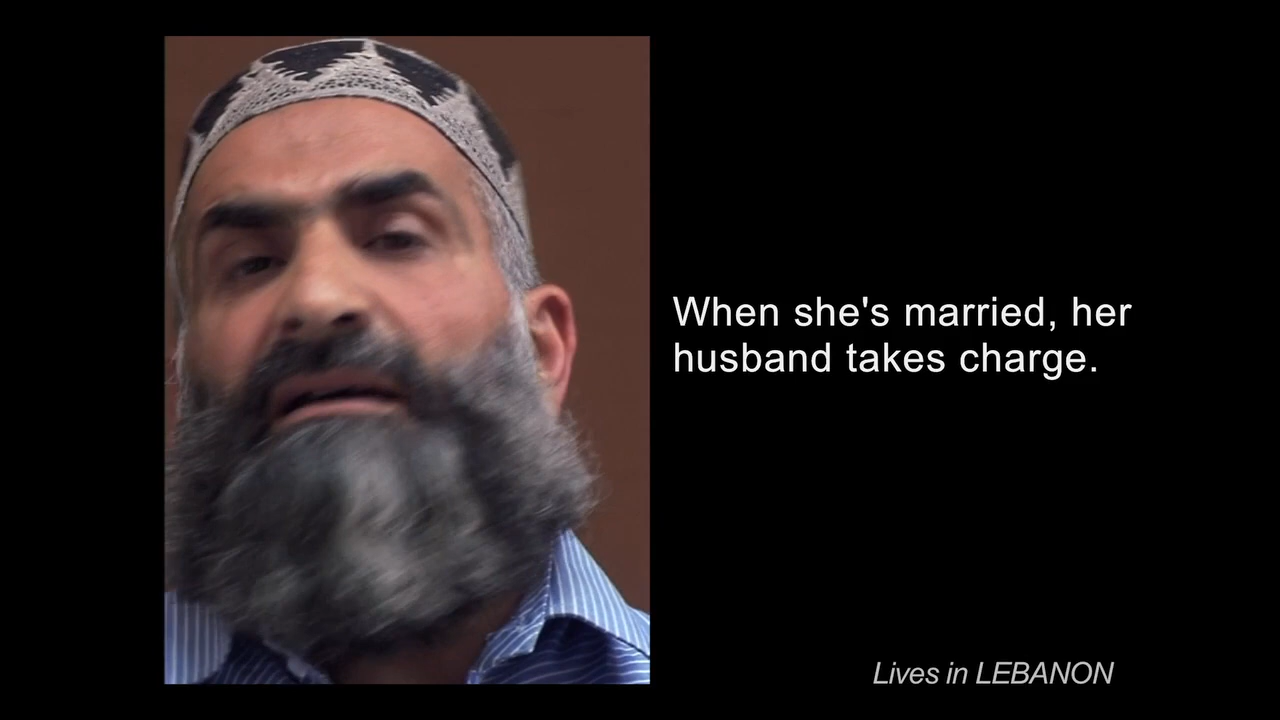 When she's married, her
husband takes charge.
Lives in LEBANON